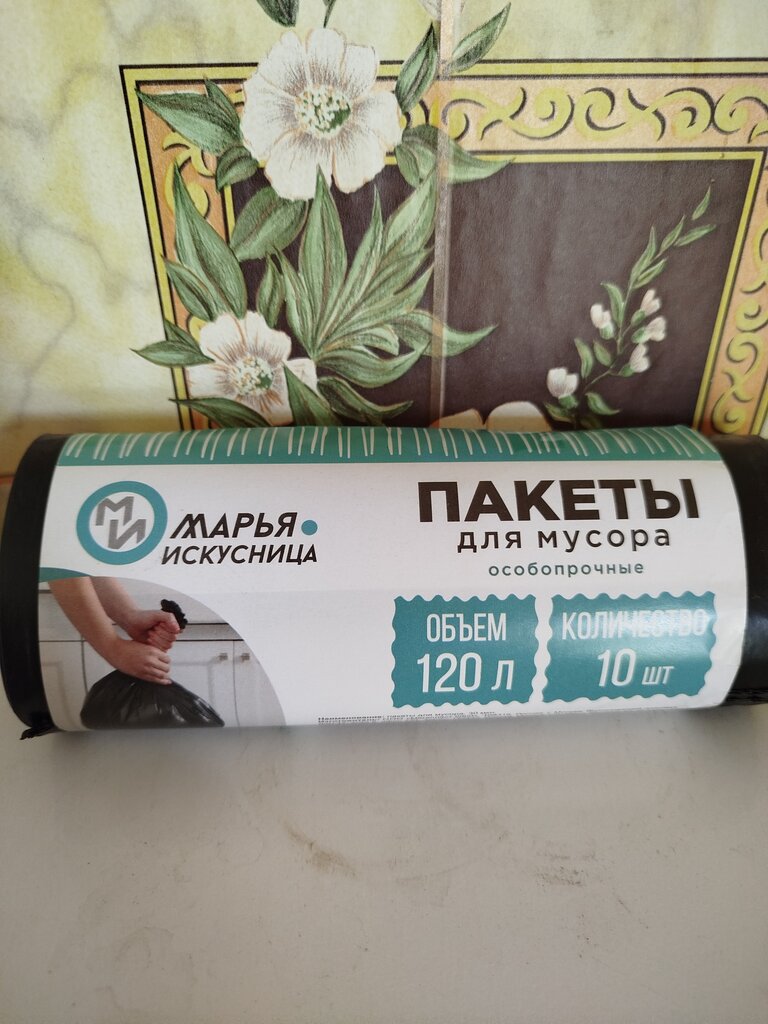 МИ
МАРЬЯ
ИСКУСНИЦА
ПАКЕТЫ
для мусора
особопрочные
ОБЪЕМ
120 л
КОЛИЧЕСТВО
10 шт